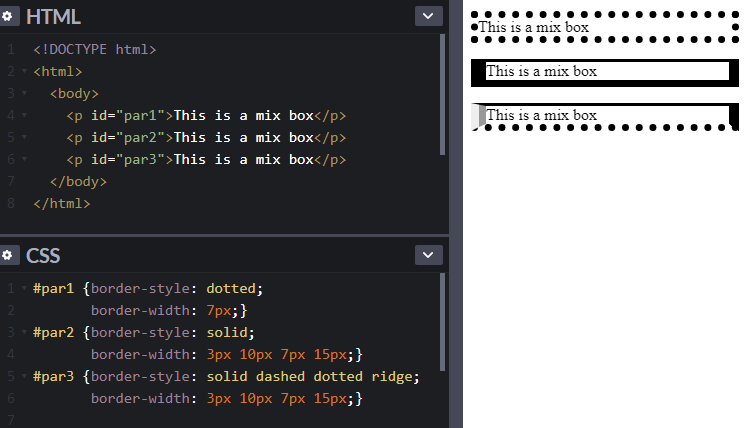 HTML
1 <!DOCTYPE html>
2 <html>
3 <body>
4 <p id="par1">This is a mix box</p>
5 <p id="par2">This is a mix box</p>
6 <p id="par3">This is a mix box</p>
7 </body>
8 </html>
CSS
1 #par1 {border-style: dotted;
2 border-width: 7px;}
3 #par2 {border-style: solid;
4 border-width: 3px 10px 7px 15px;}
5 #par3 {border-style: solid dashed dotted ridge;
6 border-width: 3px 10px 7px 15px;}
7
This is a mix box
This is a mix box
This is a mix box